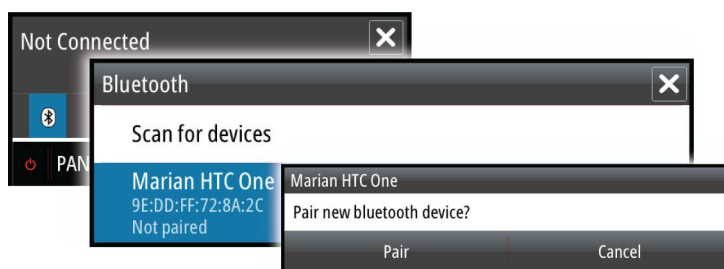 Not Connected
PAN
Bluetooth
Scan for devices
Marian HTC One
9E:DD:FF:72:8A:2C
Not paired
Marian HTC One
Pair new bluetooth device?
Pair
Cancel